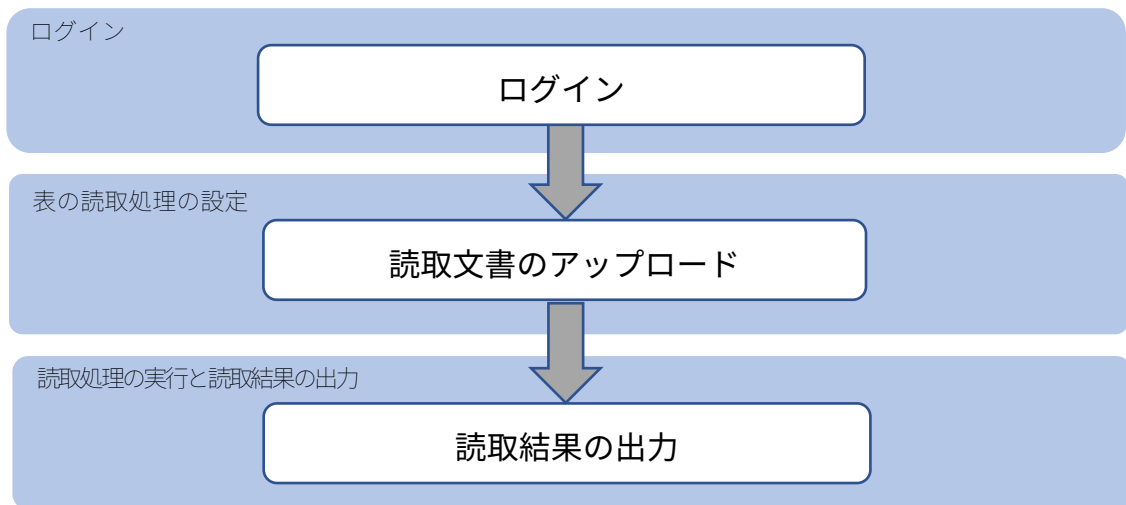 ログイン
ログイン
表の読取処理の設定
読取文書のアップロード
読取処理の実行と読取結果の出力
読取結果の出力